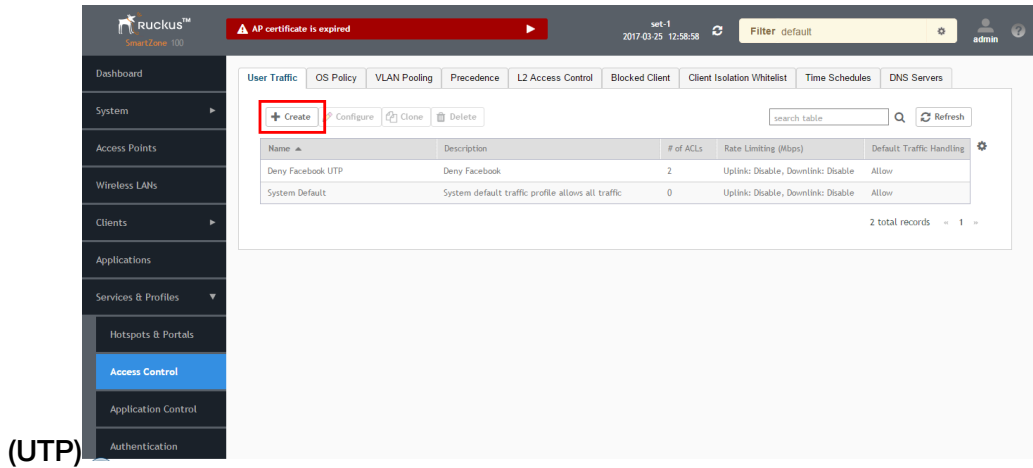 Ruckus™
SmartZone 100
AP certificate is expired
set-1
2017-03-25 12:58:58
Filter default
admin
Dashboard
System
Access Points
Wireless LANs
Clients
Applications
Services & Profiles
Hotspots & Portals
Access Control
Application Control
Authentication
User Traffic OS Policy VLAN Pooling Precedence L2 Access Control Blocked Client Client Isolation Whitelist Time Schedules DNS Servers
+ Create Configure Clone Delete search table Refresh
Name Description # of ACLs Rate Limiting (Mbps) Default Traffic Handling
Deny Facebook UTP Deny Facebook 2 Uplink: Disable, Downlink: Disable Allow
System Default System default traffic profile allows all traffic 0 Uplink: Disable, Downlink: Disable Allow
2 total records « 1 »
(UTP)